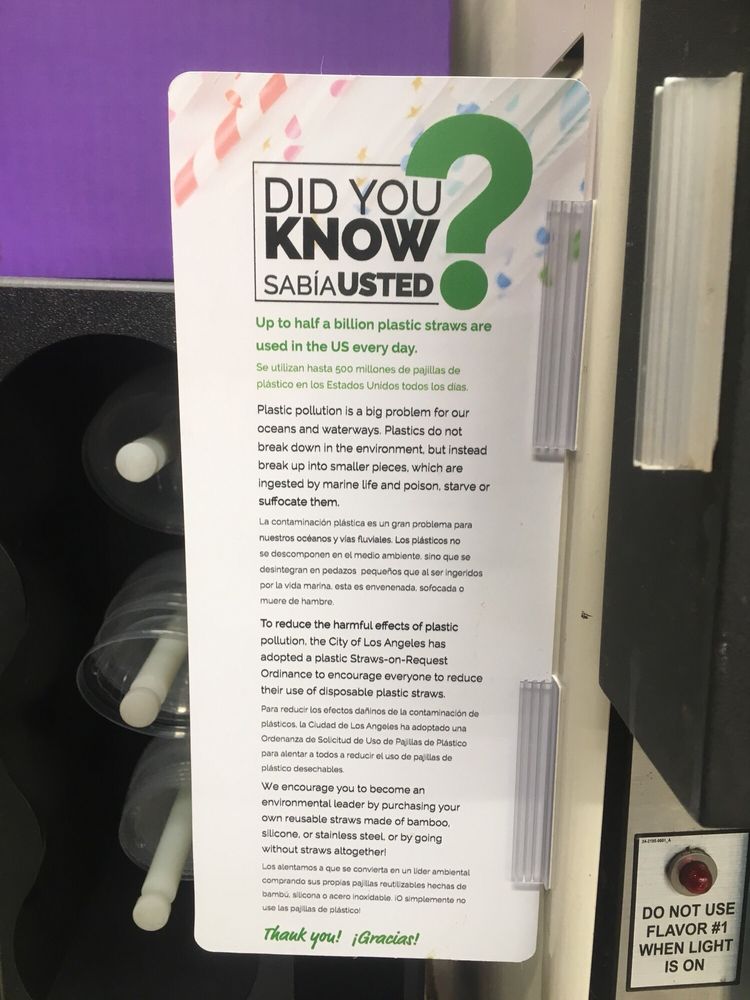 DID YOU
KNOW
SABÍA USTED
?
Up to half a billion plastic straws are
used in the US every day.
Se utilizan hasta 500 millones de pajillas de
plástico en los Estados Unidos todos los días.
Plastic pollution is a big problem for our
oceans and waterways. Plastics do not
break down in the environment, but instead
break up into smaller pieces, which are
ingested by marine life and poison, starve or
suffocate them.
La contaminación plástica es un gran problema para
nuestros océanos y vías fluviales. Los plásticos no
se descomponen en el medio ambiente, sino que se
desintegran en pedazos pequeños que al ser ingeridos
por la vida marina, esta es envenenada, sofocada o
muere de hambre.
To reduce the harmful effects of plastic
pollution, the City of Los Angeles has
adopted a plastic Straws-on-Request
Ordinance to encourage everyone to reduce
their use of disposable plastic straws.
Para reducir los efectos dañinos de la contaminación de
plásticos, la Ciudad de Los Angeles ha adoptado una
Ordenanza de Solicitud de Uso de Pajillas de Plástico
para alentar a todos a reducir el uso de pajillas de
plástico desechables.
We encourage you to become an
environmental leader by purchasing your
own reusable straws made of bamboo,
silicone, or stainless steel, or by going
without straws altogether!
Los alentamos a que se convierta en un líder ambiental
comprando sus propias pajillas reutilizables hechas de
bambú, silicona o acero inoxidable. ¡O simplemente no
use las pajillas de plástico!
Thank you! ¡Gracias!
DO NOT USE
FLAVOR #1
WHEN LIGHT
IS ON